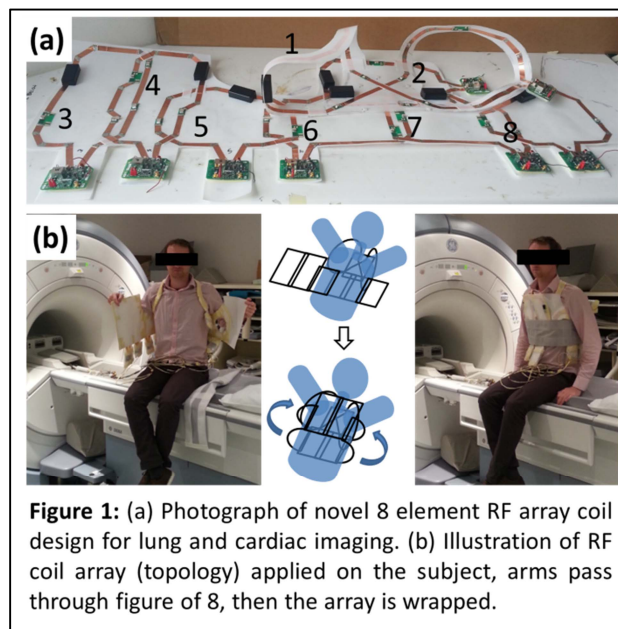 (a)
1
2
3
4
5
6
7
8
(b)
Figure 1: (a) Photograph of novel 8 element RF array coil
design for lung and cardiac imaging. (b) Illustration of RF
coil array (topology) applied on the subject, arms pass
through figure of 8, then the array is wrapped.